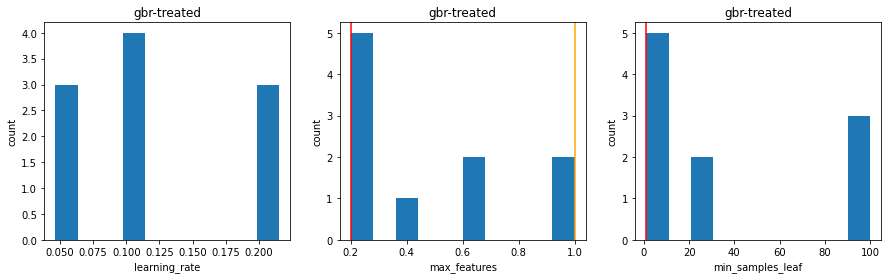 gbr-treated
count
4.0
3.5
3.0
2.5
2.0
1.5
1.0
0.5
0.0
0.050 0.075 0.100 0.125 0.150 0.175 0.200
learning_rate
gbr-treated
count
5
4
3
2
1
0
0.2 0.4 0.6 0.8 1.0
max_features
gbr-treated
count
5
4
3
2
1
0
0 20 40 60 80 100
min_samples_leaf